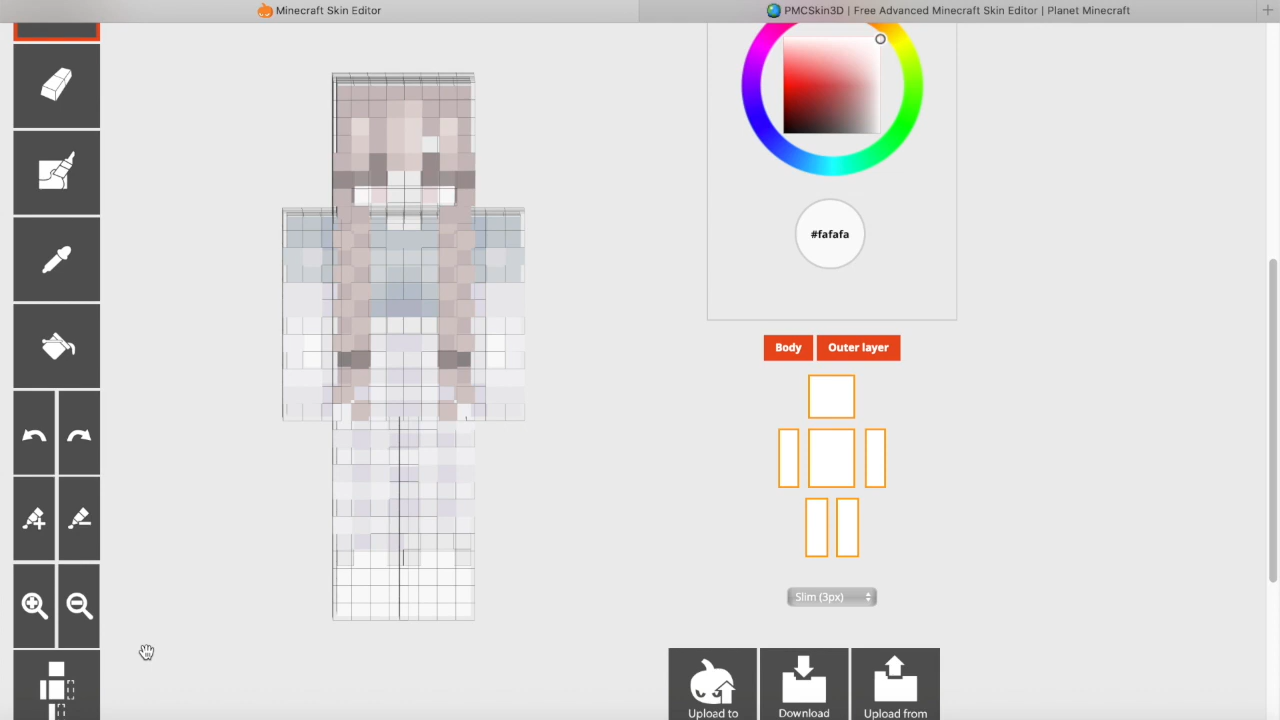 Minecraft Skin Editor
PMCSkin3D | Free Advanced Minecraft Skin Editor | Planet Minecraft
#fafafa
Body
Outer layer
Slim (3px)
Upload to
Download
Upload from